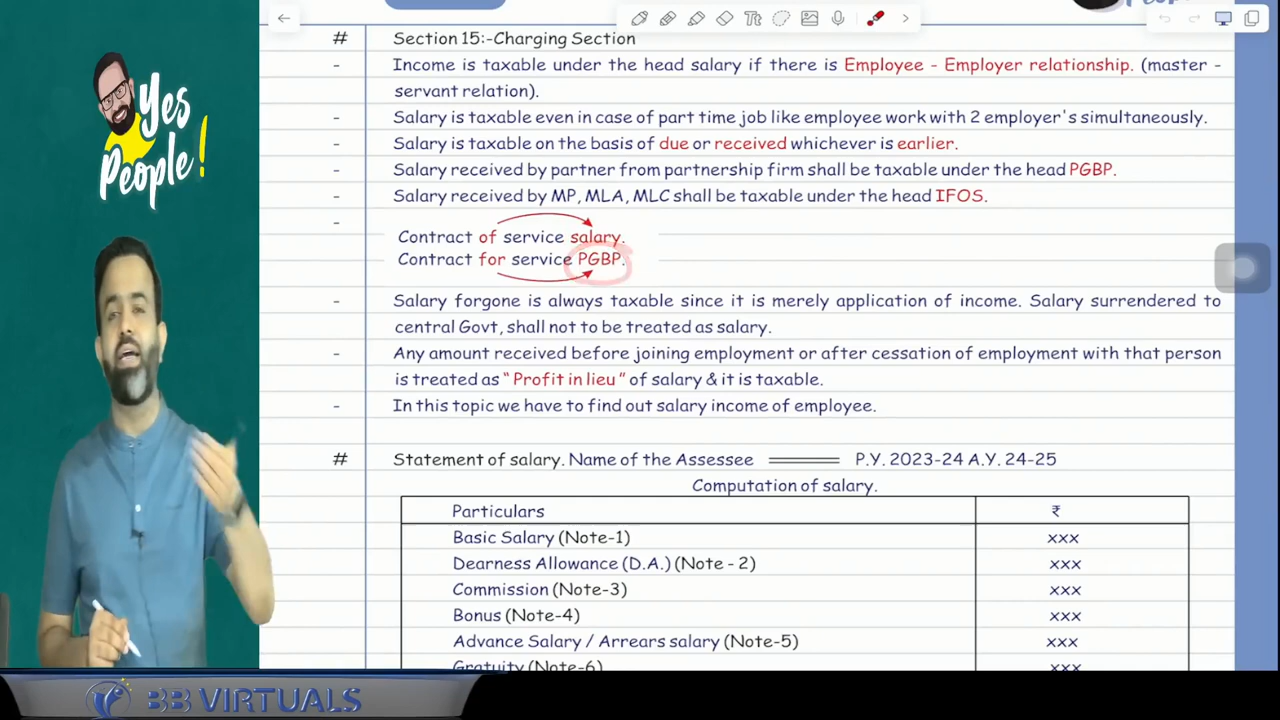 Yes
People!
People
# Section 15:-Charging Section
- Income is taxable under the head salary if there is Employee - Employer relationship. (master -
servant relation).
- Salary is taxable even in case of part time job like employee work with 2 employer's simultaneously.
- Salary is taxable on the basis of due or received whichever is earlier.
- Salary received by partner from partnership firm shall be taxable under the head PGBP.
- Salary received by MP, MLA, MLC shall be taxable under the head IFOS.
-
Contract of service salary.
Contract for service PGBP.
- Salary forgone is always taxable since it is merely application of income. Salary surrendered to
central Govt, shall not to be treated as salary.
- Any amount received before joining employment or after cessation of employment with that person
is treated as “ Profit in lieu ” of salary & it is taxable.
- In this topic we have to find out salary income of employee.
# Statement of salary. Name of the Assessee P.Y. 2023-24 A.Y. 24-25
Computation of salary.
Particulars ₹
Basic Salary (Note-1) xxx
Dearness Allowance (D.A.) (Note - 2) xxx
Commission (Note-3) xxx
Bonus (Note-4) xxx
Advance Salary / Arrears salary (Note-5) xxx
Gratuity (Note-6) xxx
BB VIRTUALS